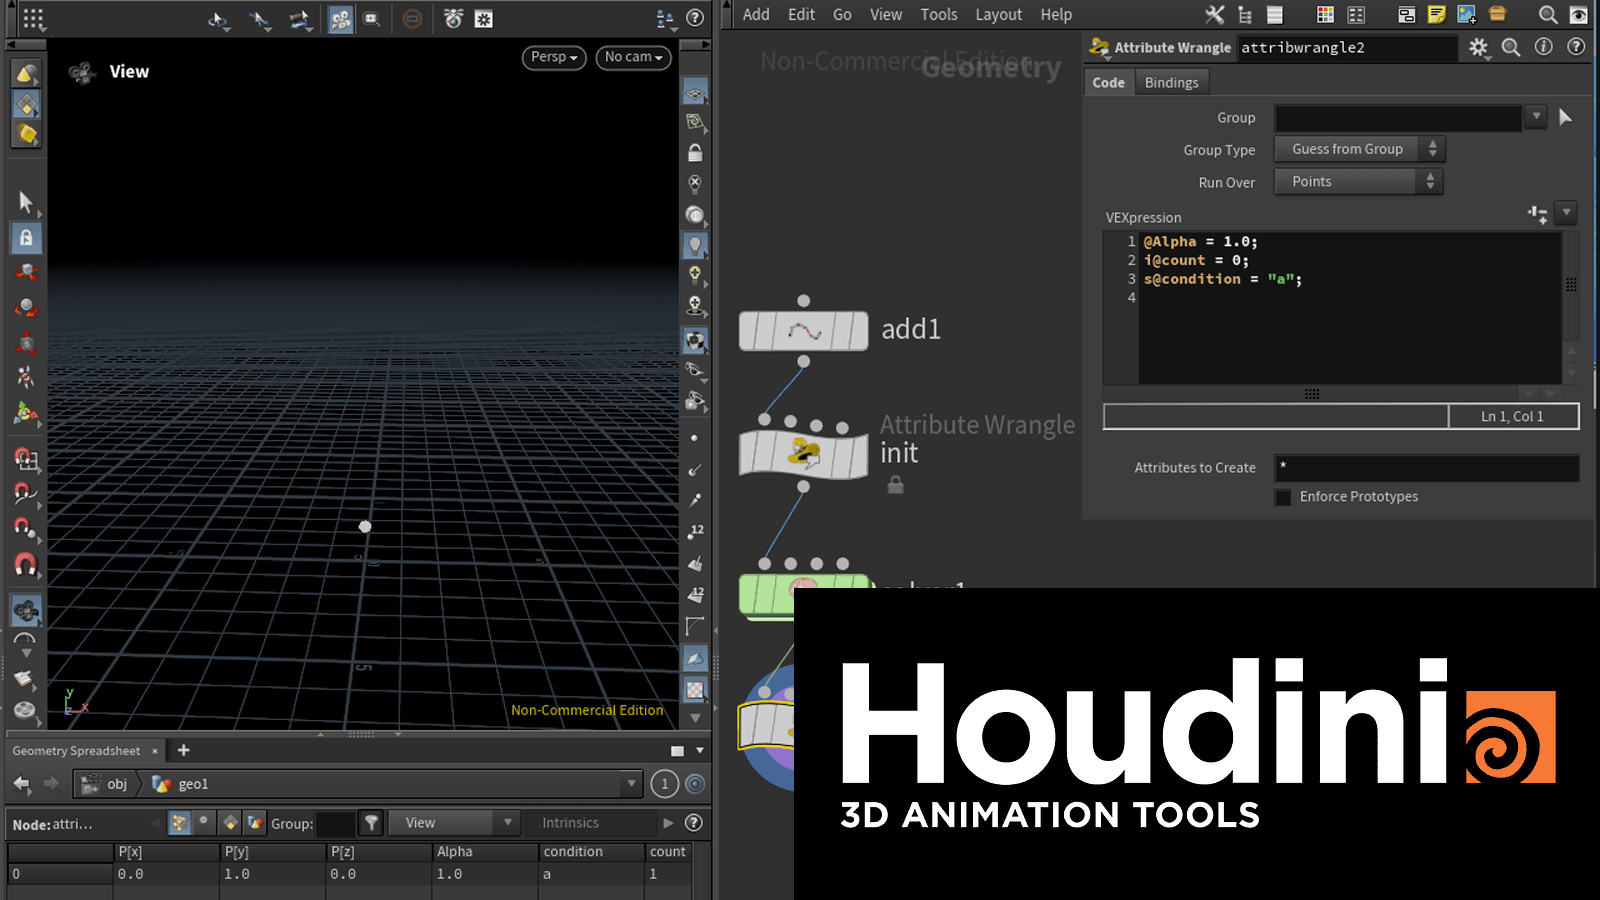 Add Edit Go View Tools Layout Help
View
Persp
No cam
Non-Commercial Edition
Geometry
Attribute Wrangle attribwrangle2
Code Bindings
Group
Group Type Guess from Group
Run Over Points
VEXpression
1 @Alpha = 1.0;
2 i@count = 0;
3 s@condition = "a";
4
Ln 1, Col 1
Attributes to Create *
Enforce Prototypes
add1
Attribute Wrangle
init
12
12
5
y
z x
Non-Commercial Edition
Geometry Spreadsheet × +
obj geo1 1
Node: attri... Group: View Intrinsics
P[x] P[y] P[z] Alpha condition count
0 0.0 1.0 0.0 1.0 a 1
Houdini
3D ANIMATION TOOLS